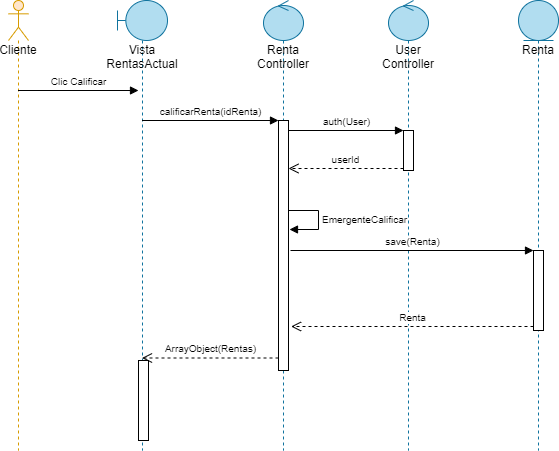 Cliente
Vista
RentasActual
Renta
Controller
User
Controller
Renta
Clic Calificar
calificarRenta(idRenta)
auth(User)
userId
EmergenteCalificar
save(Renta)
Renta
ArrayObject(Rentas)